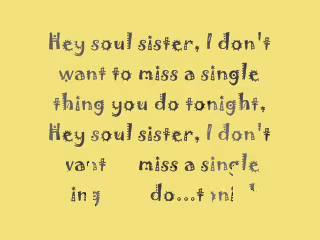 Hey soul sister, I don't
want to miss a single
thing you do tonight,
Hey soul sister, I don't
miss a single
do...